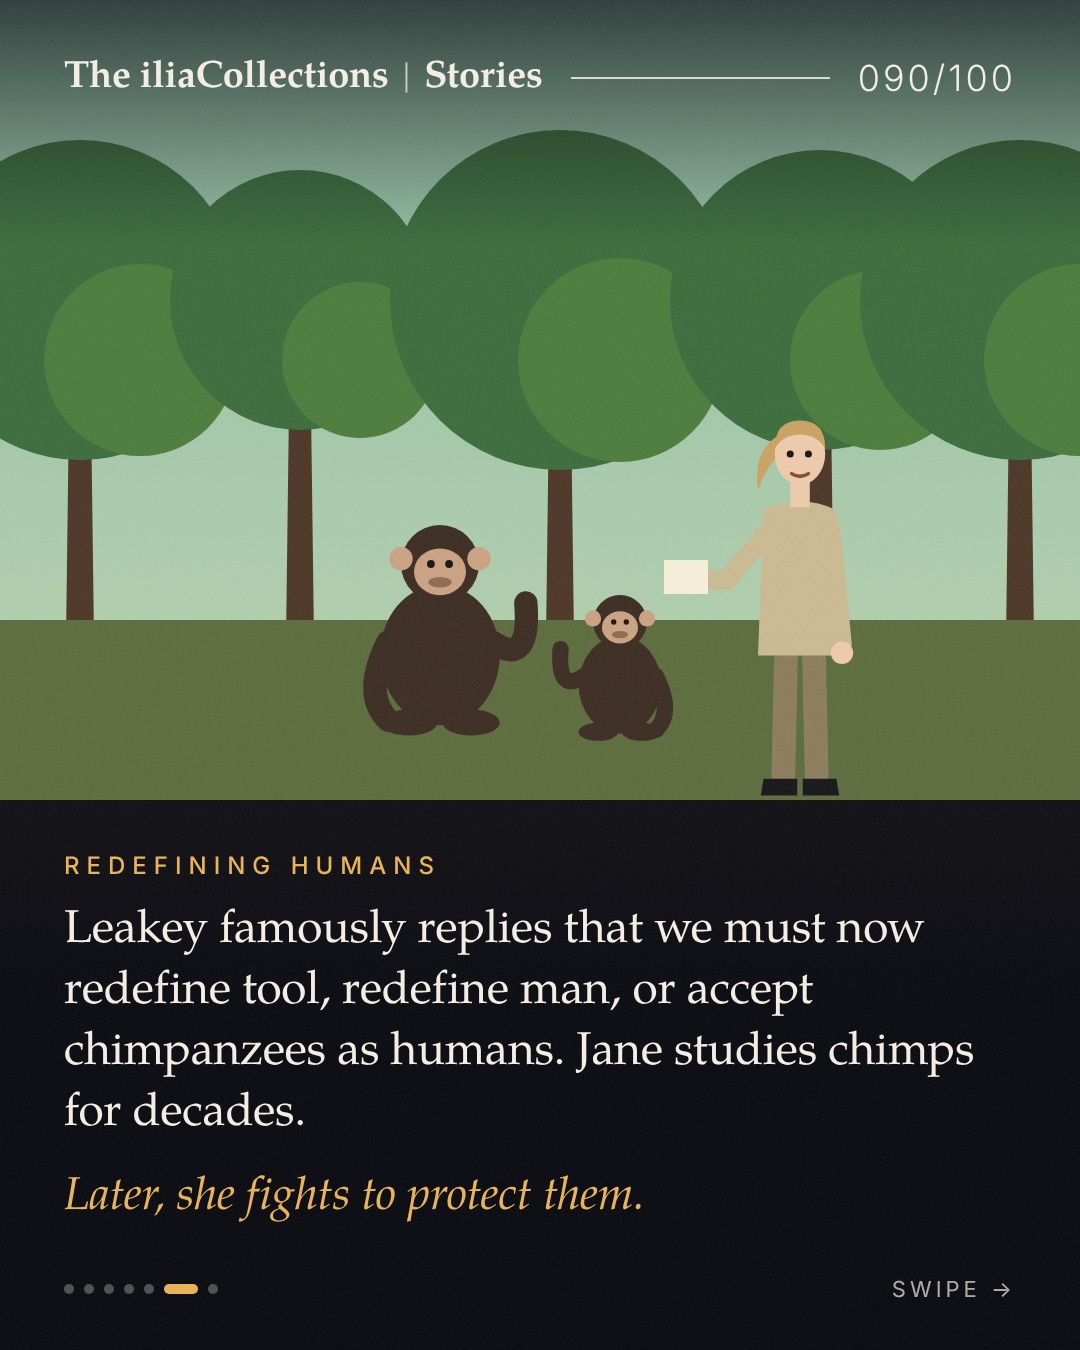 The iliaCollections | Stories 090/100
REDEFINING HUMANS
Leakey famously replies that we must now
redefine tool, redefine man, or accept
chimpanzees as humans. Jane studies chimps
for decades.
Later, she fights to protect them.
SWIPE →